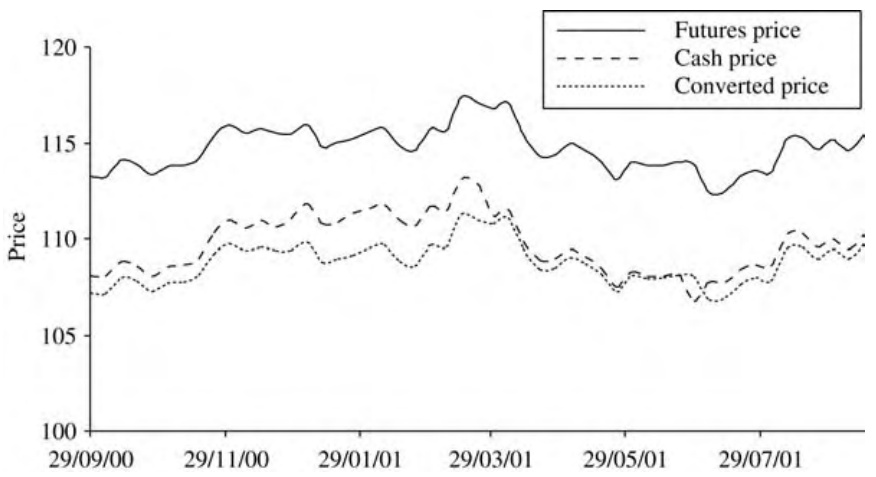 Futures price
Cash price
Converted price
120
115
110
105
100
Price
29/09/00
29/11/00
29/01/01
29/03/01
29/05/01
29/07/01